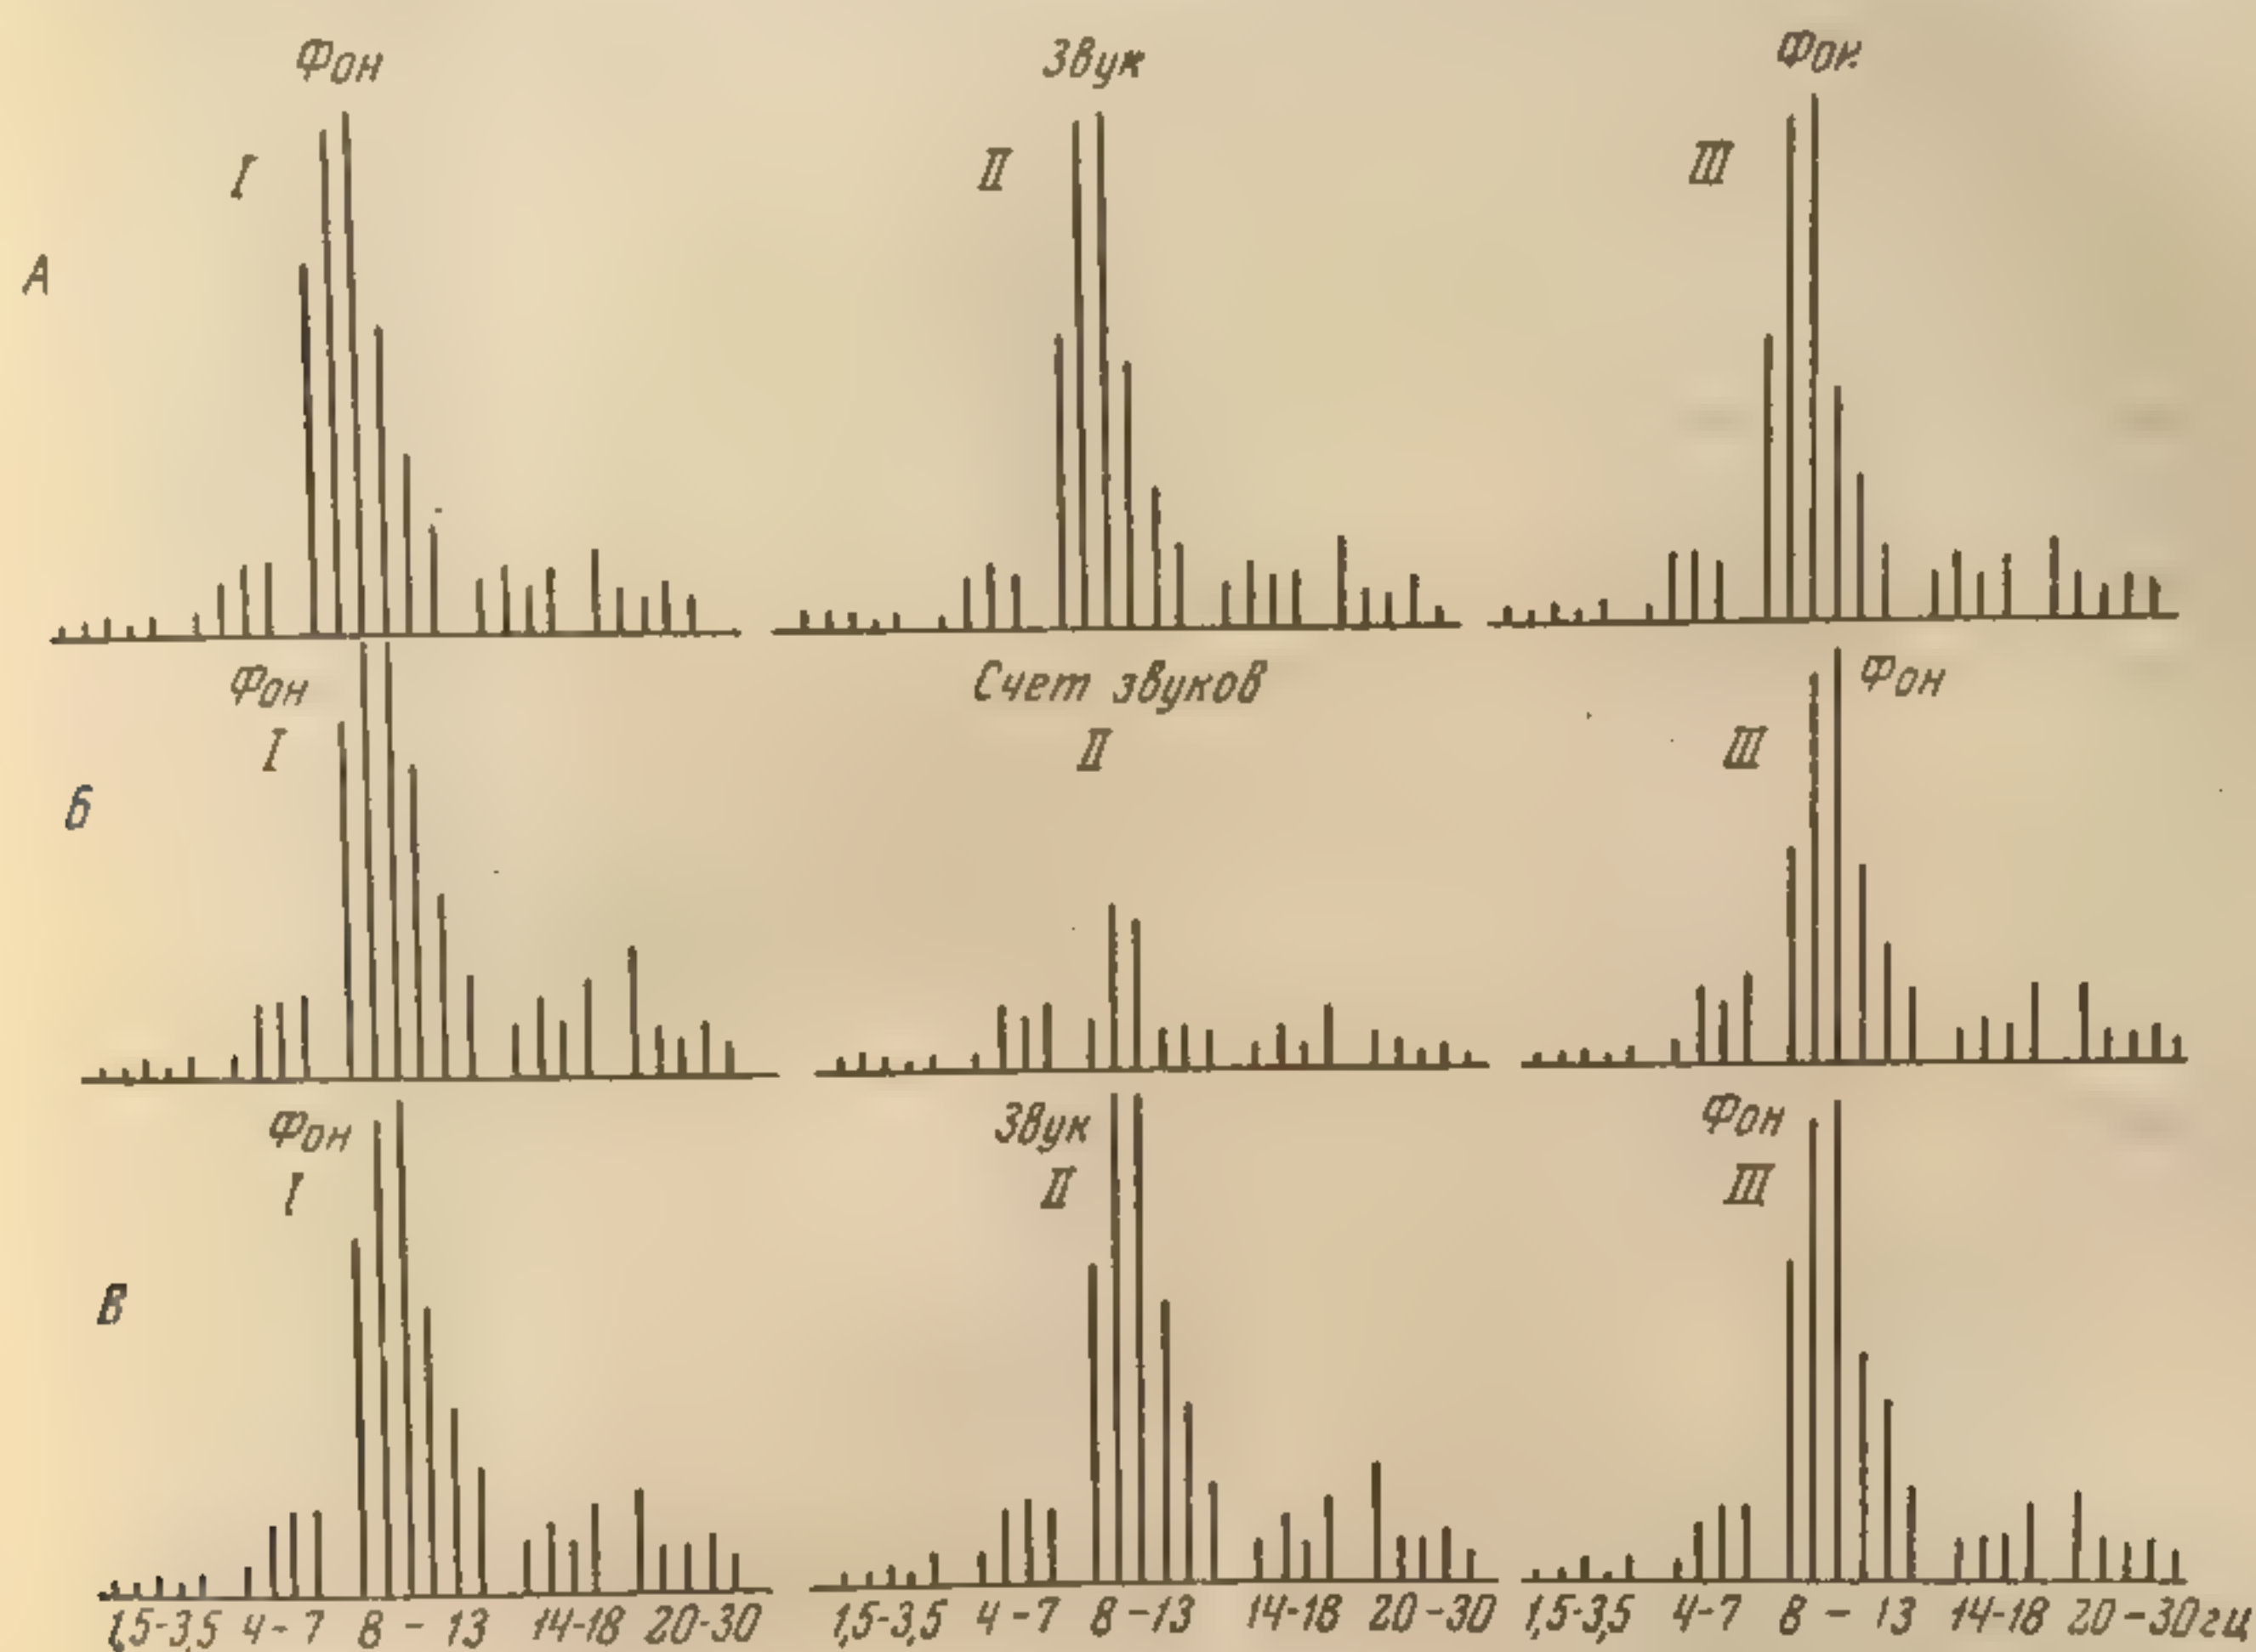 Фон Звук Фон
I II III
А
Фон Счет звуков Фон
I II III
Б
Фон Звук Фон
I II III
В
1,5-3,5 4-7 8-13 14-18 20-30 1,5-3,5 4-7 8-13 14-18 20-30 1,5-3,5 4-7 8-13 14-18 20-30гц